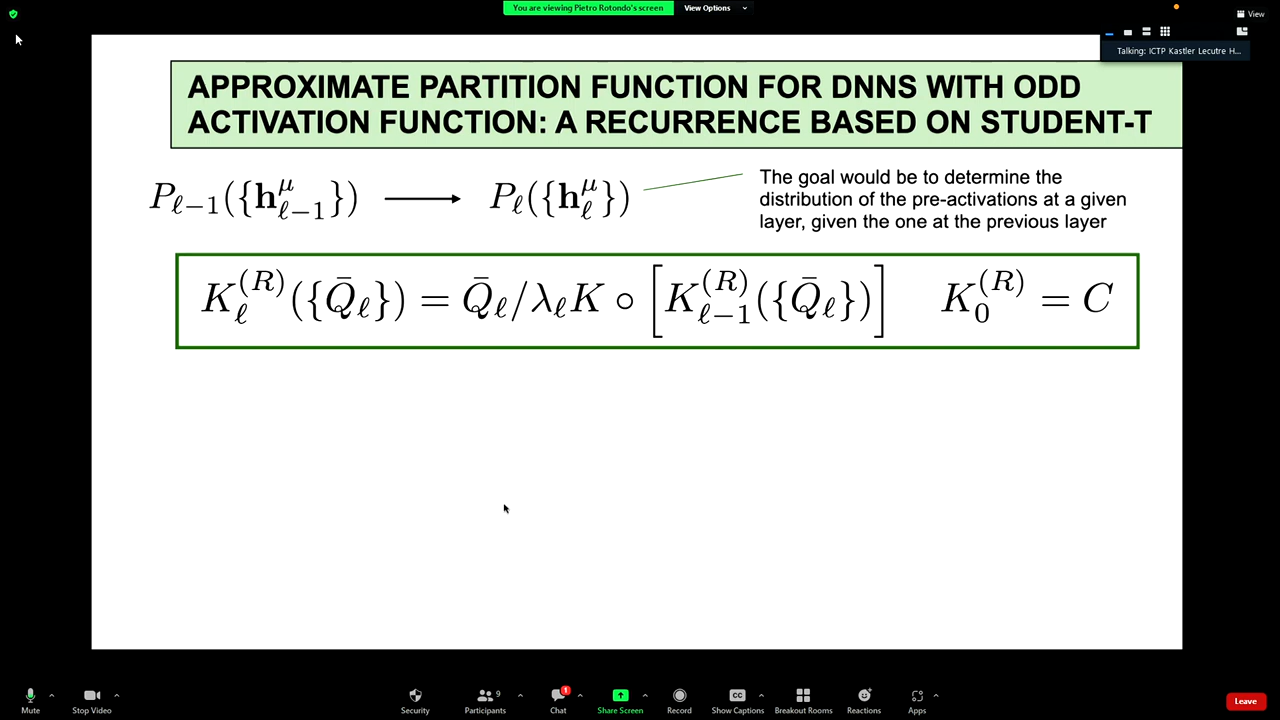 You are viewing Pietro Rotondo's screen
View Options
View
Talking: ICTP Kastler Lecutre H...
APPROXIMATE PARTITION FUNCTION FOR DNNS WITH ODD
ACTIVATION FUNCTION: A RECURRENCE BASED ON STUDENT-T
P_{ℓ−1}({𝐡^μ_{ℓ−1}}) ⟶ P_ℓ({𝐡^μ_ℓ})
The goal would be to determine the
distribution of the pre-activations at a given
layer, given the one at the previous layer
K_ℓ^{(R)}({Q̄_ℓ}) = Q̄_ℓ/λ_ℓ K ∘ [K_{ℓ−1}^{(R)}({Q̄_ℓ})] K_0^{(R)} = C
Mute
Stop Video
Security
Participants 9
Chat 1
Share Screen
Record
CC
Show Captions
Breakout Rooms
Reactions
Apps
Leave